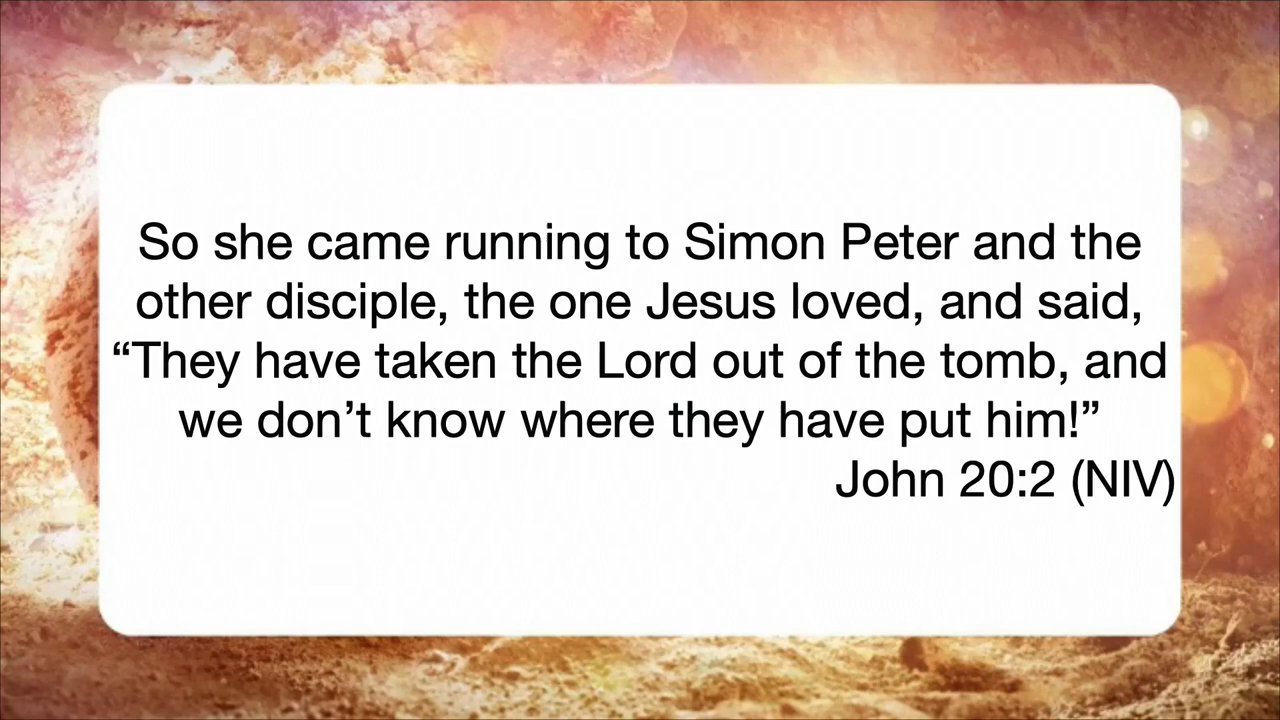 So she came running to Simon Peter and the
other disciple, the one Jesus loved, and said,
“They have taken the Lord out of the tomb, and
we don’t know where they have put him!”
John 20:2 (NIV)